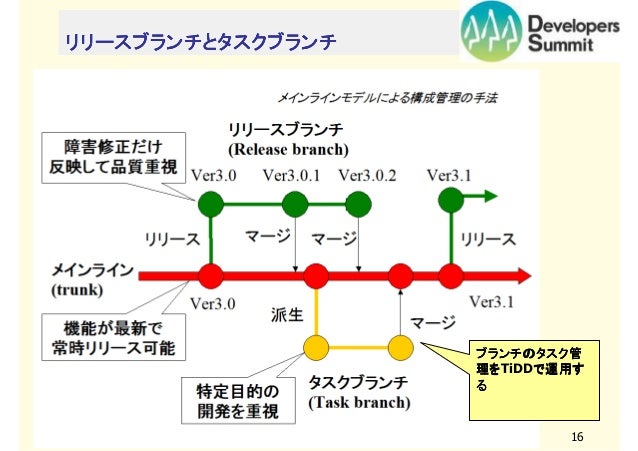 リリースブランチとタスクブランチ
Developers
Summit
メインラインモデルによる構成管理の手法
リリースブランチ
(Release branch)
障害修正だけ
反映して品質重視
Ver3.0
Ver3.0.1
Ver3.0.2
Ver3.1
リリース
マージ
マージ
リリース
メインライン
(trunk)
Ver3.0
Ver3.1
機能が最新で
常時リリース可能
派生
マージ
特定目的の
開発を重視
タスクブランチ
(Task branch)
ブランチのタスク管
理をTiDDで運用す
る
16